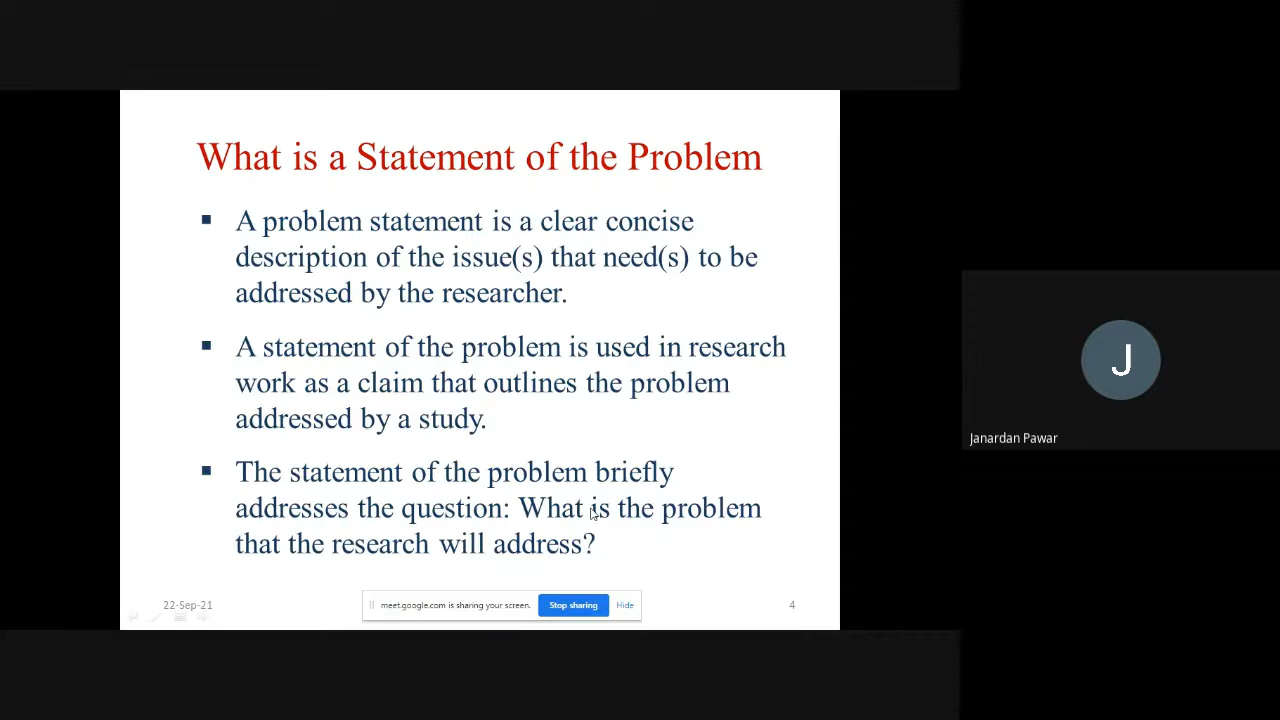 What is a Statement of the Problem
▪ A problem statement is a clear concise
description of the issue(s) that need(s) to be
addressed by the researcher.
▪ A statement of the problem is used in research
work as a claim that outlines the problem
addressed by a study.
▪ The statement of the problem briefly
addresses the question: What is the problem
that the research will address?
22-Sep-21
meet.google.com is sharing your screen. Stop sharing Hide
4
J
Janardan Pawar